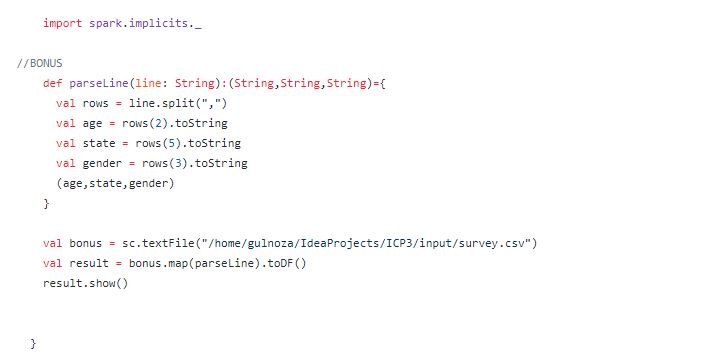 import spark.implicits._
//BONUS
def parseLine(line: String):(String,String,String)={
val rows = line.split(",")
val age = rows(2).toString
val state = rows(5).toString
val gender = rows(3).toString
(age,state,gender)
}
val bonus = sc.textFile("/home/gulnoza/IdeaProjects/ICP3/input/survey.csv")
val result = bonus.map(parseLine).toDF()
result.show()
}